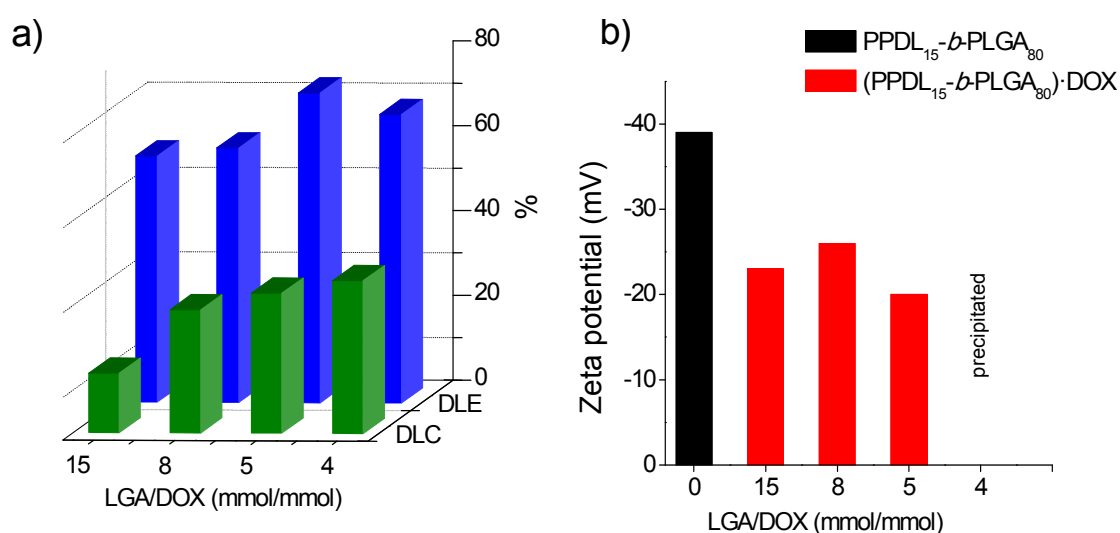 a)
80
60
40
20
0
%
DLE
DLC
15 8 5 4
LGA/DOX (mmol/mmol)
b)
PPDL15-b-PLGA80
(PPDL15-b-PLGA80)·DOX
Zeta potential (mV)
-40
-30
-20
-10
0
precipitated
0 15 8 5 4
LGA/DOX (mmol/mmol)